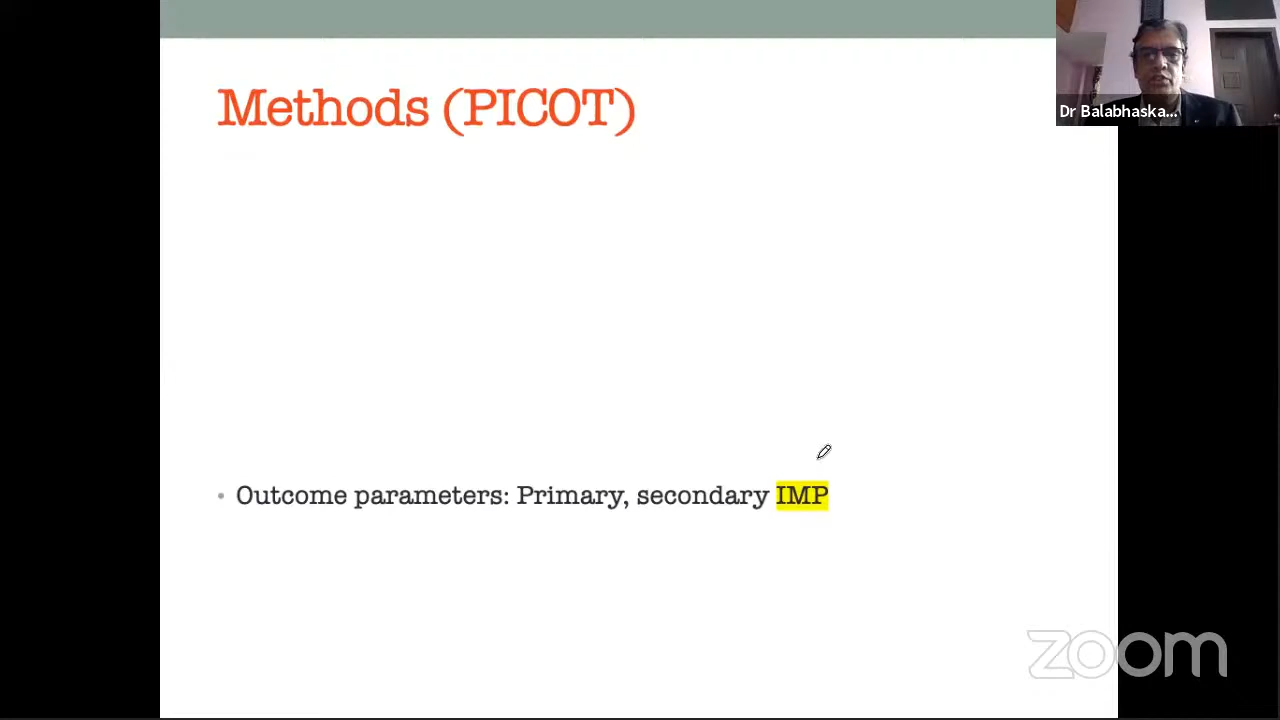 Methods (PICOT)
Dr Balabhaska...
• Outcome parameters: Primary, secondary IMP
zoom